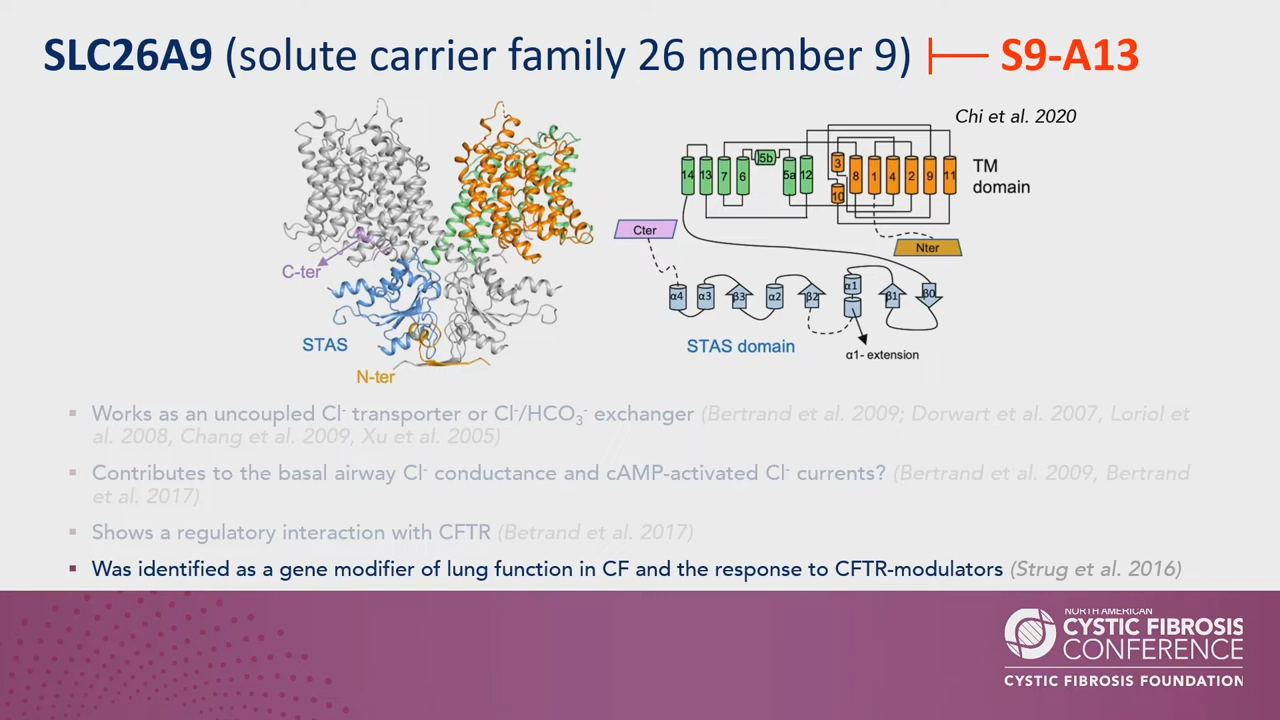 SLC26A9 (solute carrier family 26 member 9) S9-A13
Chi et al. 2020
C-ter
STAS
N-ter
14 13 7 6 5b 5a 12 3 10 8 1 4 2 9 11
TM
domain
Cter
Nter
α4 α3 β3 α2 β2 α1 β1 β0
STAS domain
α1- extension
▪ Works as an uncoupled Cl⁻ transporter or Cl⁻/HCO₃⁻ exchanger (Bertrand et al. 2009; Dorwart et al. 2007, Loriol et
al. 2008, Chang et al. 2009, Xu et al. 2005)
▪ Contributes to the basal airway Cl⁻ conductance and cAMP-activated Cl⁻ currents? (Bertrand et al. 2009, Bertrand
et al. 2017)
▪ Shows a regulatory interaction with CFTR (Betrand et al. 2017)
▪ Was identified as a gene modifier of lung function in CF and the response to CFTR-modulators (Strug et al. 2016)
NORTH AMERICAN
CYSTIC FIBROSIS
CONFERENCE
CYSTIC FIBROSIS FOUNDATION